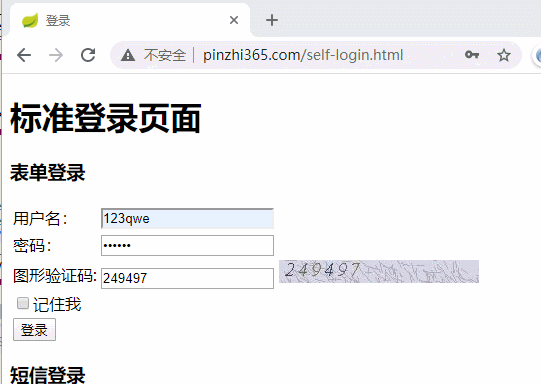 登录
不安全 | pinzhi365.com/self-login.html
标准登录页面
表单登录
用户名： 123qwe
密码： ••••••
图形验证码: 249497 249497
记住我
登录
短信登录